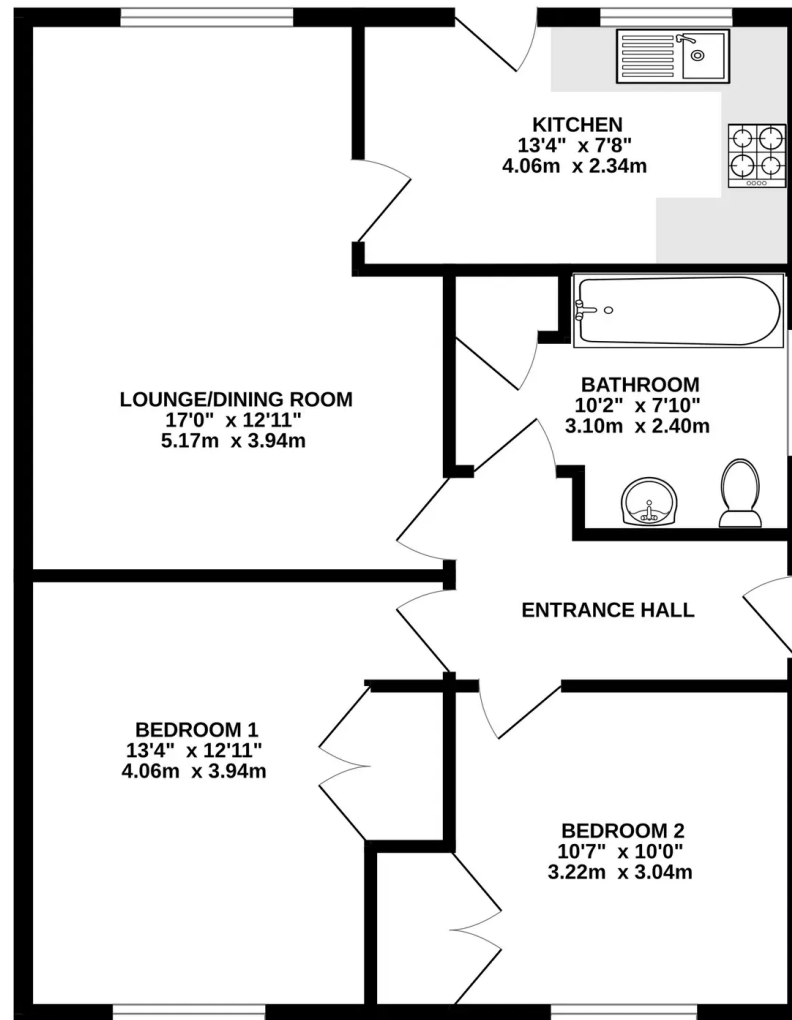 KITCHEN
13'4" x 7'8"
4.06m x 2.34m
LOUNGE/DINING ROOM
17'0" x 12'11"
5.17m x 3.94m
BATHROOM
10'2" x 7'10"
3.10m x 2.40m
ENTRANCE HALL
BEDROOM 1
13'4" x 12'11"
4.06m x 3.94m
BEDROOM 2
10'7" x 10'0"
3.22m x 3.04m